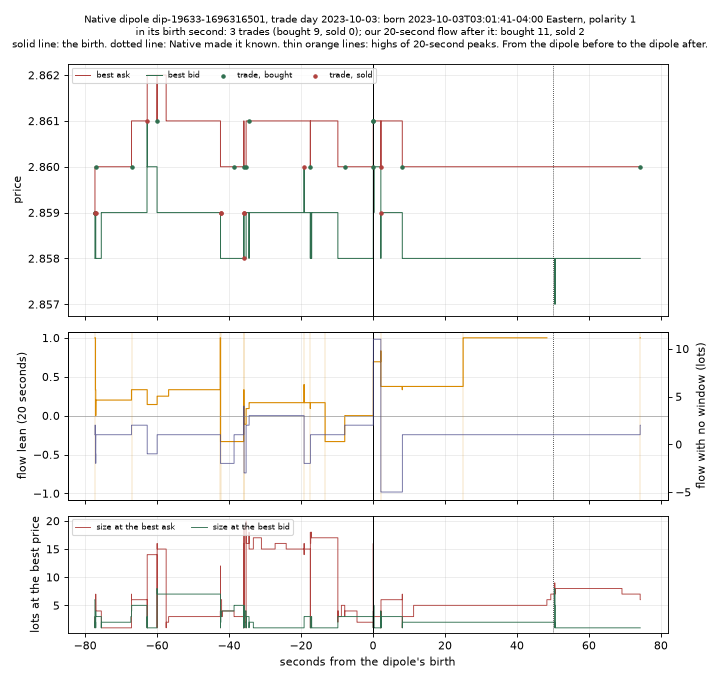 Native dipole dip-19633-1696316501, trade day 2023-10-03: born 2023-10-03T03:01:41-04:00 Eastern, polarity 1
in its birth second: 3 trades (bought 9, sold 0); our 20-second flow after it: bought 11, sold 2
solid line: the birth. dotted line: Native made it known. thin orange lines: highs of 20-second peaks. From the dipole before to the dipole after.
best ask
best bid
trade, bought
trade, sold
2.862
2.861
2.860
2.859
2.858
2.857
price
1.0
0.5
0.0
−0.5
−1.0
flow lean (20 seconds)
10
5
0
−5
flow with no window (lots)
size at the best ask
size at the best bid
20
15
10
5
lots at the best price
−80
−60
−40
−20
0
20
40
60
80
seconds from the dipole's birth